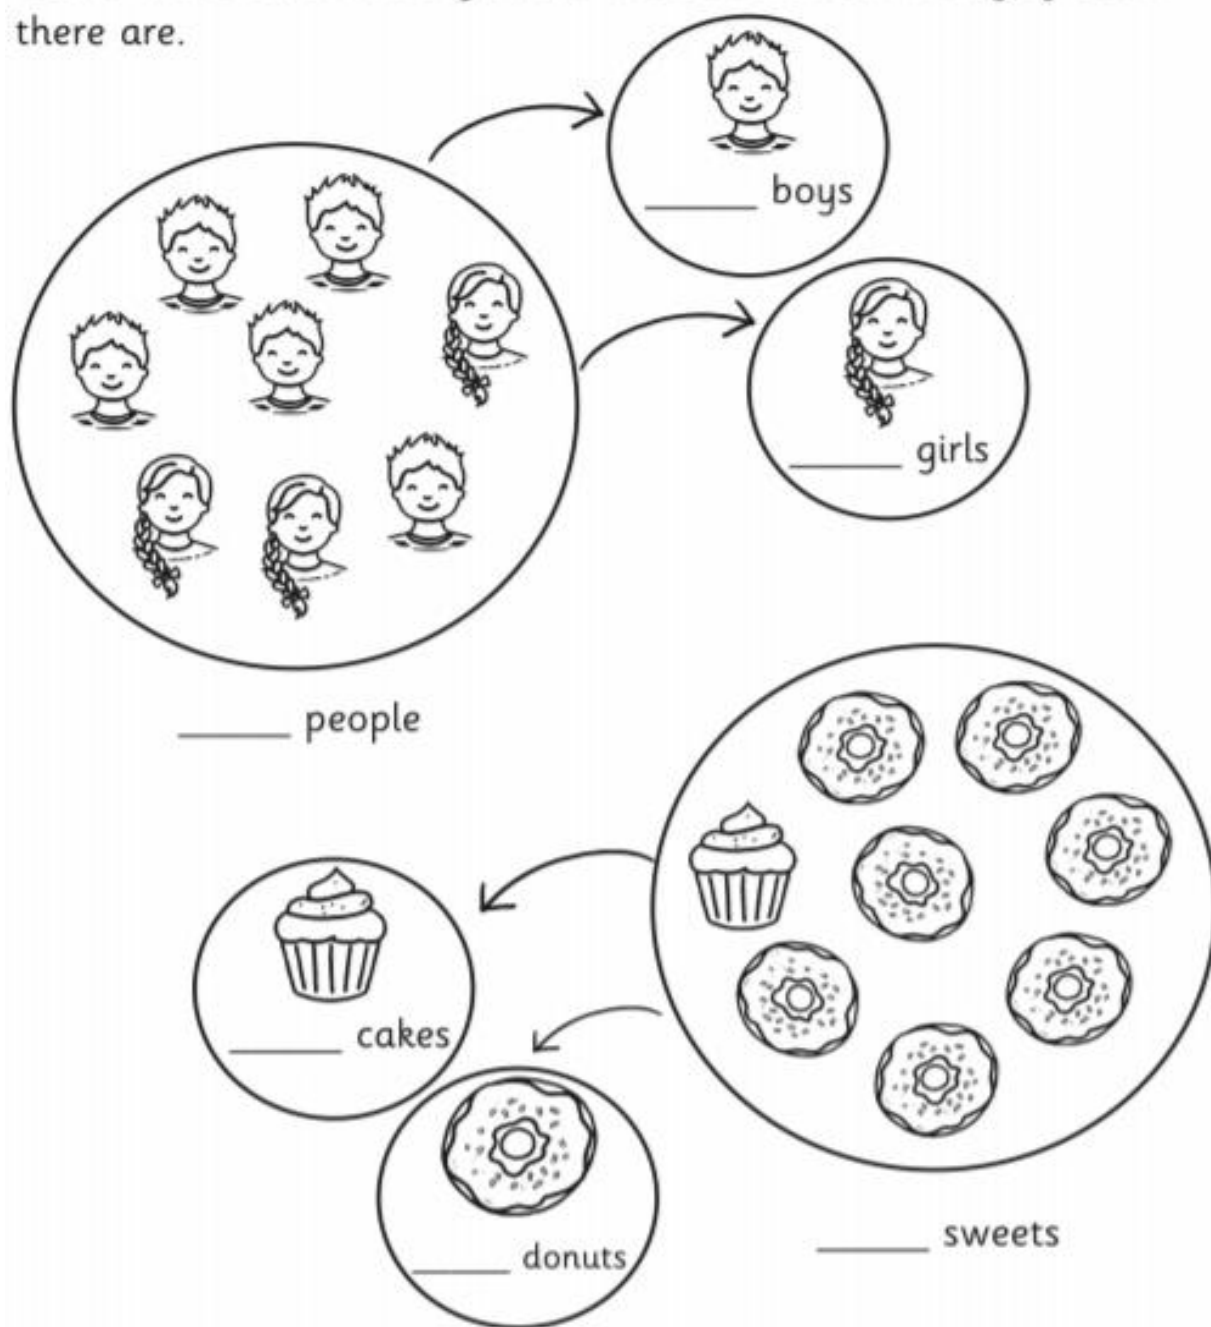 there are.
_____ boys
_____ girls
_____ people
_____ cakes
_____ donuts
_____ sweets